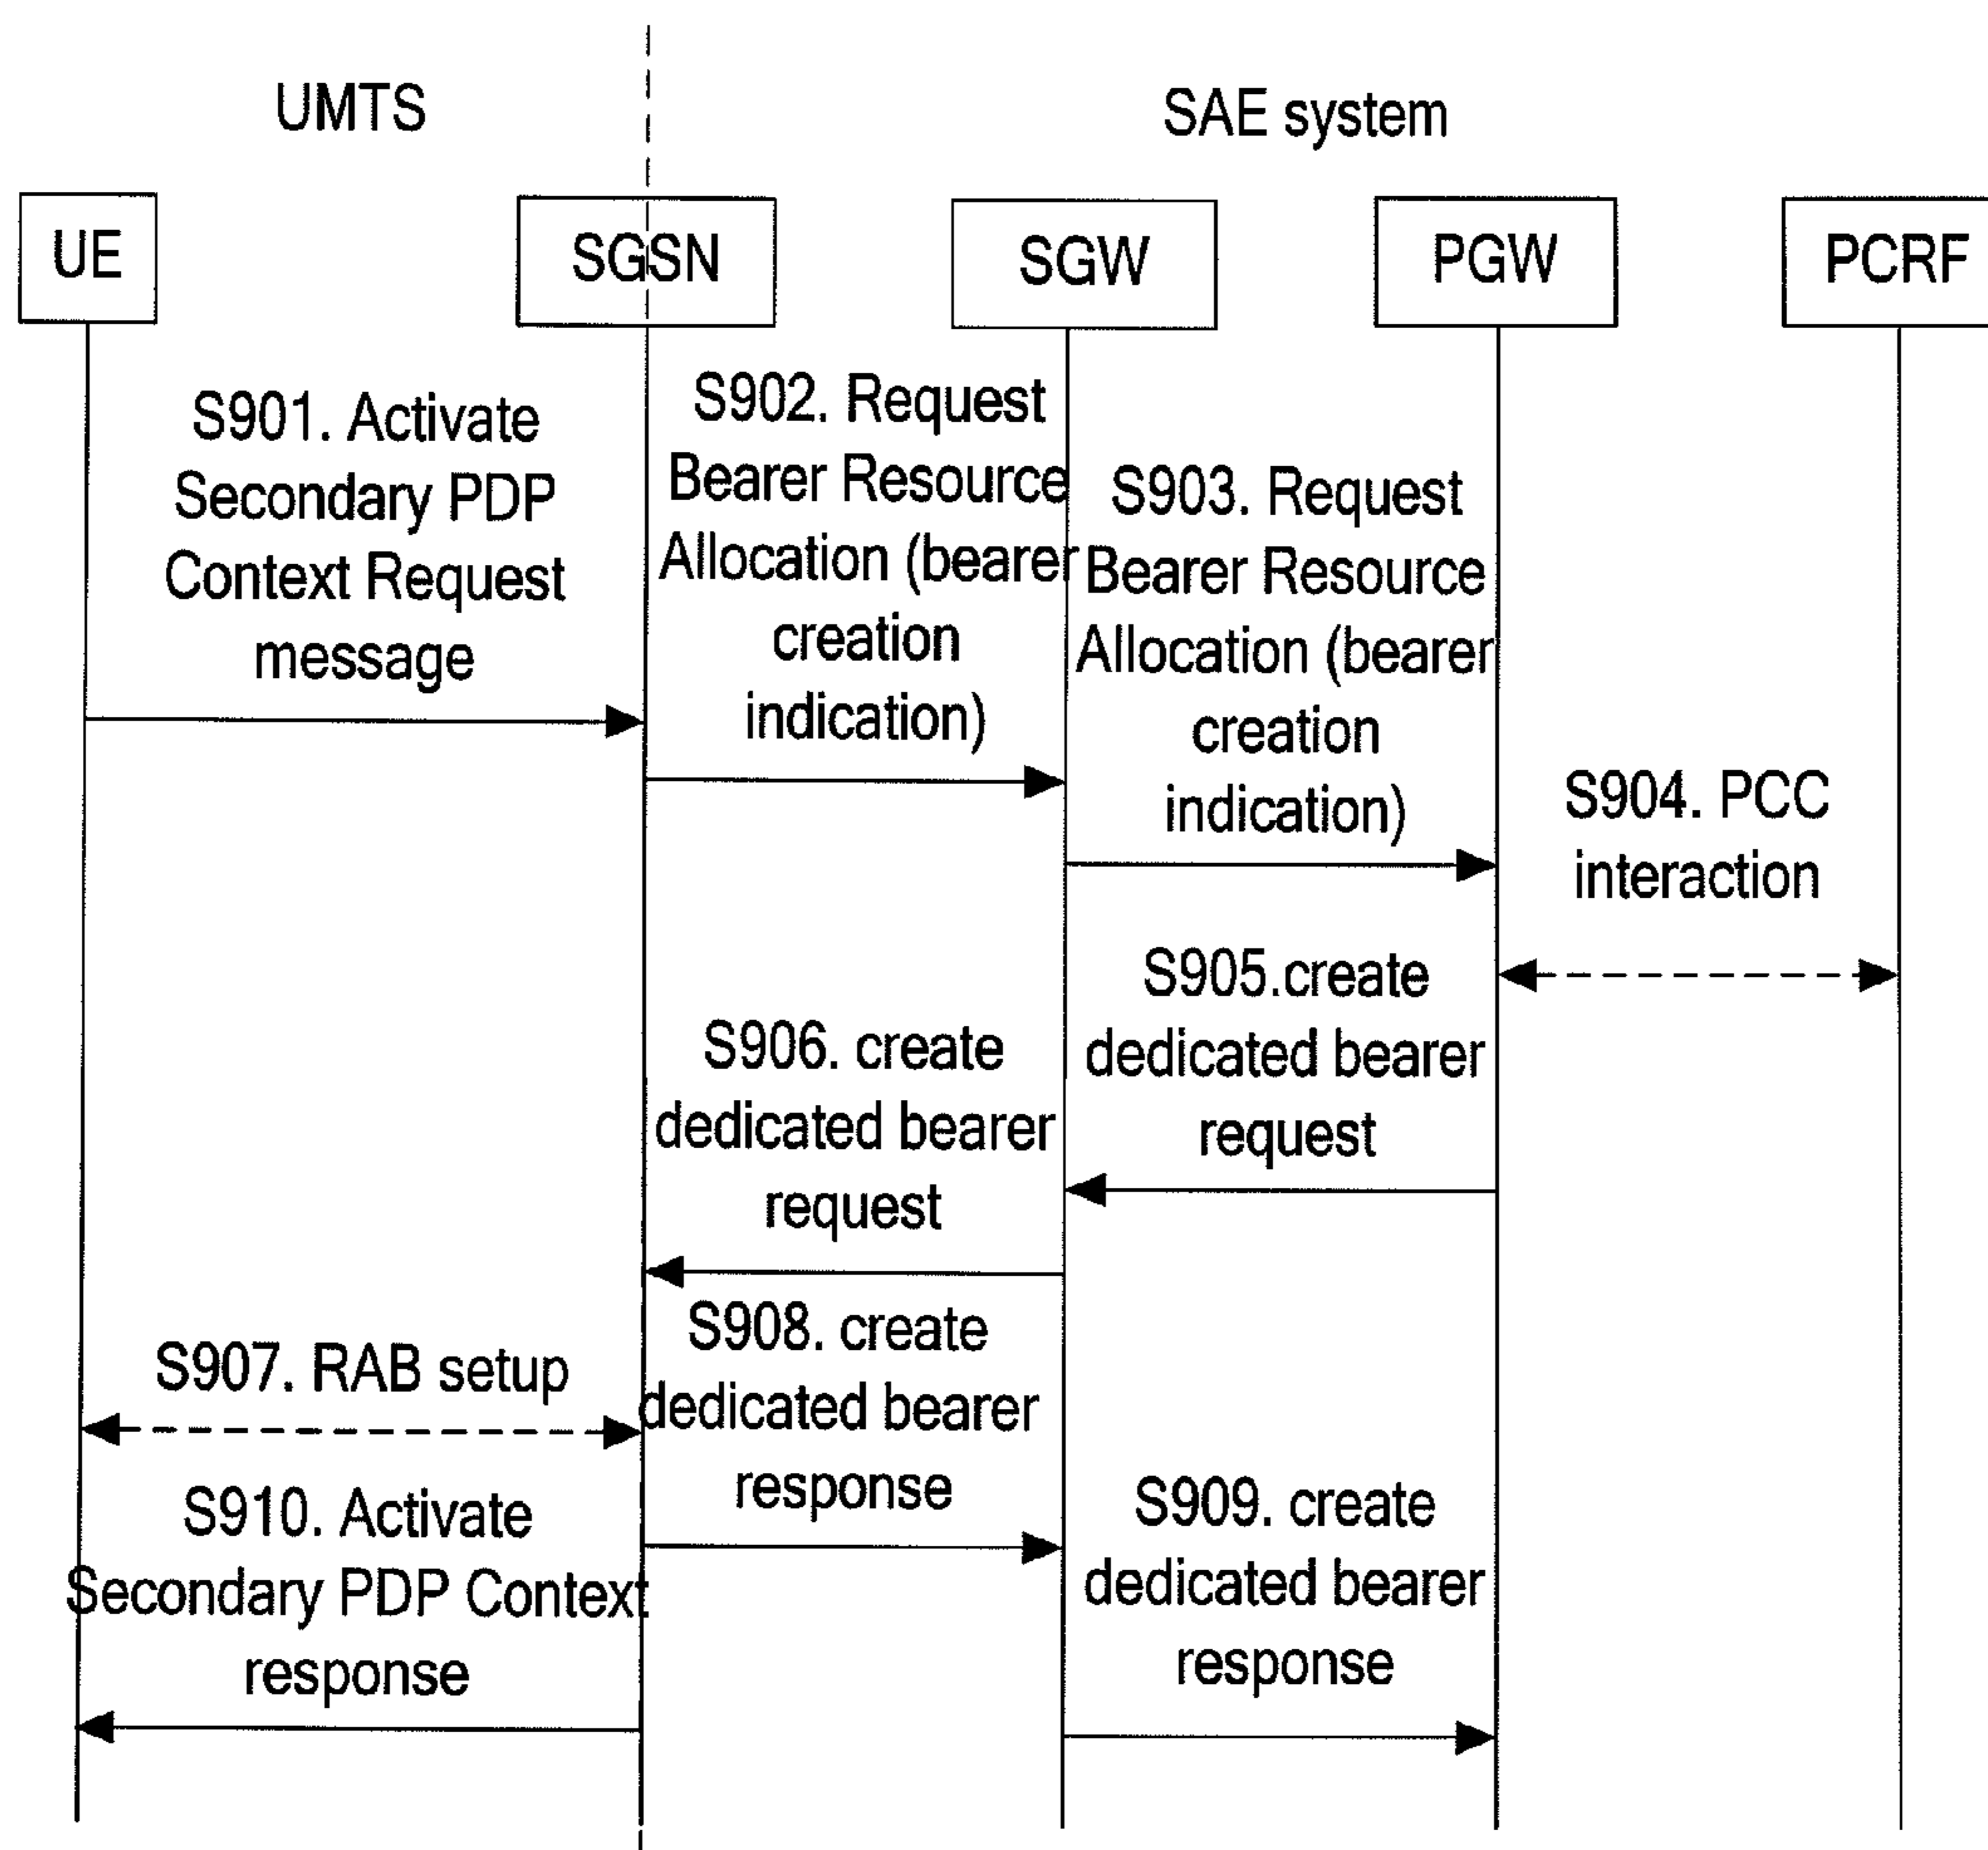 UMTS
SAE system
UE
SGSN
SGW
PGW
PCRF
S901. Activate
Secondary PDP
Context Request
message
S902. Request
Bearer Resource
Allocation (bearer
creation
indication)
S903. Request
Bearer Resource
Allocation (bearer
creation
indication)
S904. PCC
interaction
S905.create
dedicated bearer
request
S906. create
dedicated bearer
request
S907. RAB setup
S908. create
dedicated bearer
response
S909. create
dedicated bearer
response
S910. Activate
Secondary PDP Context
response